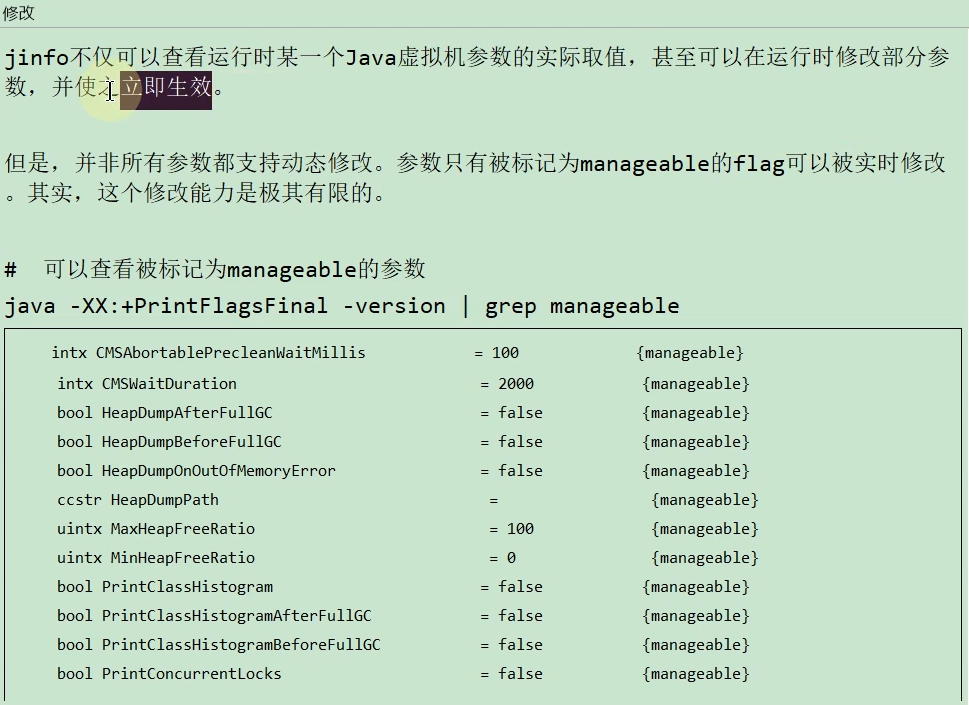 修改
jinfo不仅可以查看运行时某一个Java虚拟机参数的实际取值，甚至可以在运行时修改部分参
数，并使之立即生效。
但是，并非所有参数都支持动态修改。参数只有被标记为manageable的flag可以被实时修改
。其实，这个修改能力是极其有限的。
# 可以查看被标记为manageable的参数
java -XX:+PrintFlagsFinal -version | grep manageable
intx CMSAbortablePrecleanWaitMillis = 100 {manageable}
intx CMSWaitDuration = 2000 {manageable}
bool HeapDumpAfterFullGC = false {manageable}
bool HeapDumpBeforeFullGC = false {manageable}
bool HeapDumpOnOutOfMemoryError = false {manageable}
ccstr HeapDumpPath = {manageable}
uintx MaxHeapFreeRatio = 100 {manageable}
uintx MinHeapFreeRatio = 0 {manageable}
bool PrintClassHistogram = false {manageable}
bool PrintClassHistogramAfterFullGC = false {manageable}
bool PrintClassHistogramBeforeFullGC = false {manageable}
bool PrintConcurrentLocks = false {manageable}